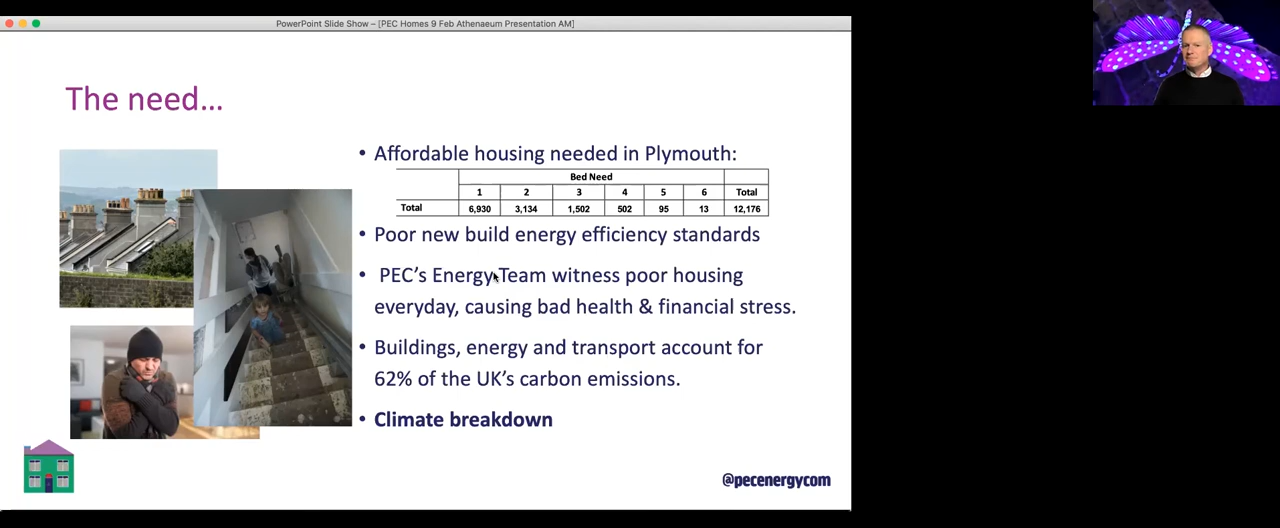 PowerPoint Slide Show – [PEC Homes 9 Feb Athenaeum Presentation AM]
The need...
• Affordable housing needed in Plymouth:
Bed Need
1 2 3 4 5 6 Total
Total 6,930 3,134 1,502 502 95 13 12,176
• Poor new build energy efficiency standards
• PEC's Energy Team witness poor housing
everyday, causing bad health & financial stress.
• Buildings, energy and transport account for
62% of the UK's carbon emissions.
• Climate breakdown
@pecenergycom